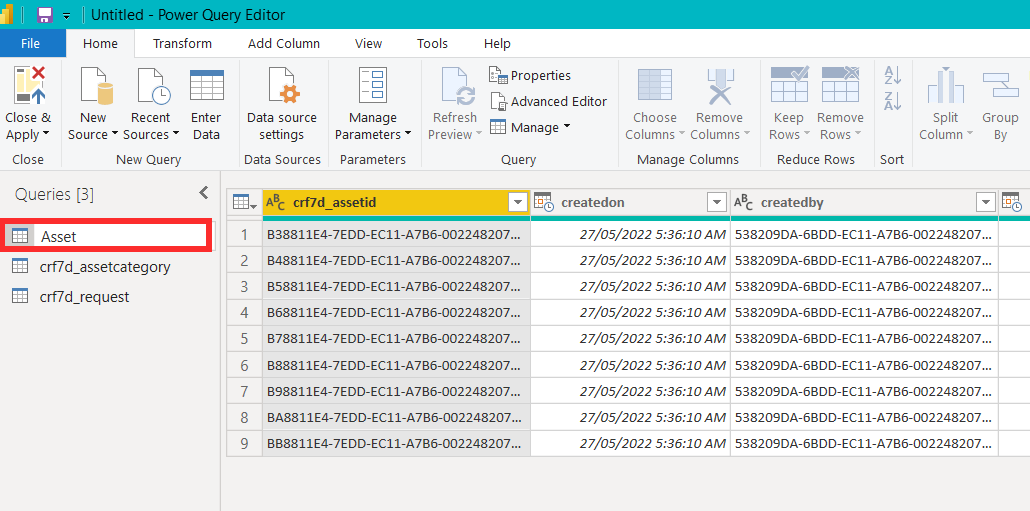 Untitled - Power Query Editor
File Home Transform Add Column View Tools Help
Close & Apply
New Source
Recent Sources
Enter Data
Data source settings
Manage Parameters
Refresh Preview
Properties
Advanced Editor
Manage
Choose Columns
Remove Columns
Keep Rows
Remove Rows
A Z
Z A
Split Column
Group By
Close New Query Data Sources Parameters Query Manage Columns Reduce Rows Sort
Queries [3]
Asset
crf7d_assetcategory
crf7d_request
ABC crf7d_assetid createdon ABC createdby
1 B38811E4-7EDD-EC11-A7B6-002248207... 27/05/2022 5:36:10 AM 538209DA-6BDD-EC11-A7B6-002248207...
2 B48811E4-7EDD-EC11-A7B6-002248207... 27/05/2022 5:36:10 AM 538209DA-6BDD-EC11-A7B6-002248207...
3 B58811E4-7EDD-EC11-A7B6-002248207... 27/05/2022 5:36:10 AM 538209DA-6BDD-EC11-A7B6-002248207...
4 B68811E4-7EDD-EC11-A7B6-002248207... 27/05/2022 5:36:10 AM 538209DA-6BDD-EC11-A7B6-002248207...
5 B78811E4-7EDD-EC11-A7B6-002248207... 27/05/2022 5:36:10 AM 538209DA-6BDD-EC11-A7B6-002248207...
6 B88811E4-7EDD-EC11-A7B6-002248207... 27/05/2022 5:36:10 AM 538209DA-6BDD-EC11-A7B6-002248207...
7 B98811E4-7EDD-EC11-A7B6-002248207... 27/05/2022 5:36:10 AM 538209DA-6BDD-EC11-A7B6-002248207...
8 BA8811E4-7EDD-EC11-A7B6-002248207... 27/05/2022 5:36:10 AM 538209DA-6BDD-EC11-A7B6-002248207...
9 BB8811E4-7EDD-EC11-A7B6-002248207... 27/05/2022 5:36:10 AM 538209DA-6BDD-EC11-A7B6-002248207...